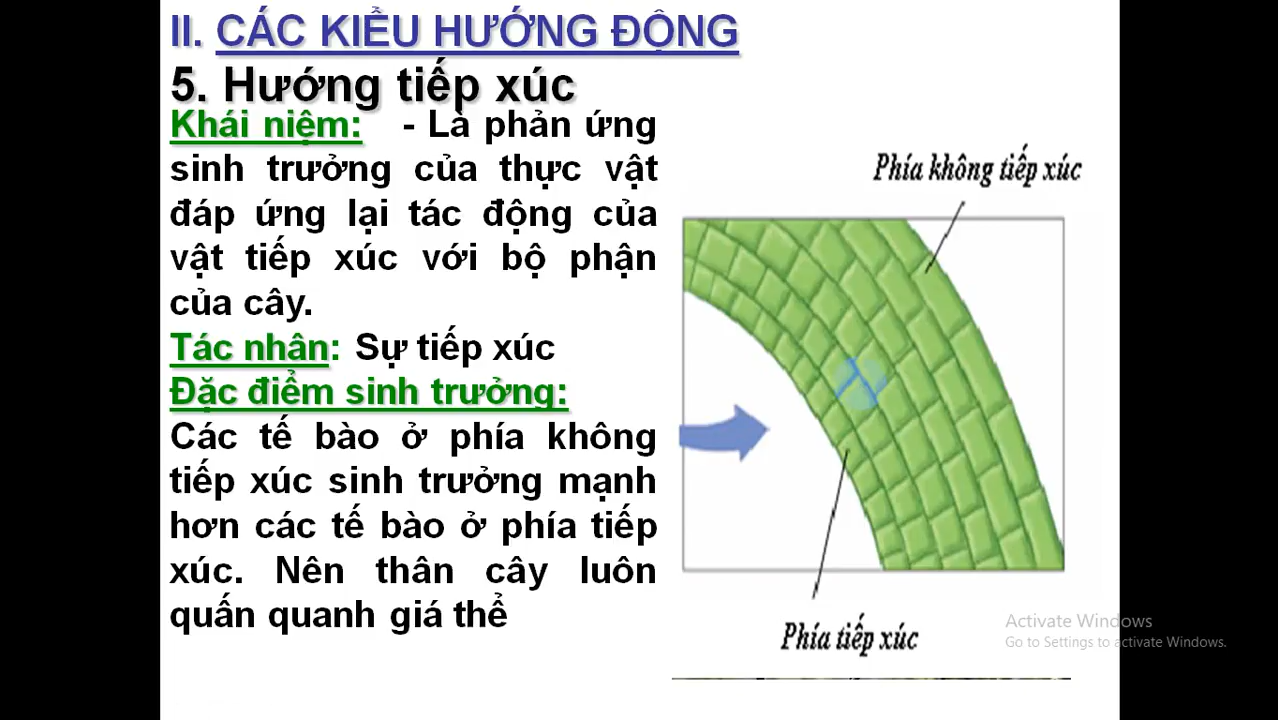 II. CÁC KIỂU HƯỚNG ĐỘNG
5. Hướng tiếp xúc
Khái niệm: - Là phản ứng
sinh trưởng của thực vật
đáp ứng lại tác động của
vật tiếp xúc với bộ phận
của cây.
Tác nhân: Sự tiếp xúc
Đặc điểm sinh trưởng:
Các tế bào ở phía không
tiếp xúc sinh trưởng mạnh
hơn các tế bào ở phía tiếp
xúc. Nên thân cây luôn
quấn quanh giá thể
Phía không tiếp xúc
Phía tiếp xúc
Activate Windows
Go to Settings to activate Windows.